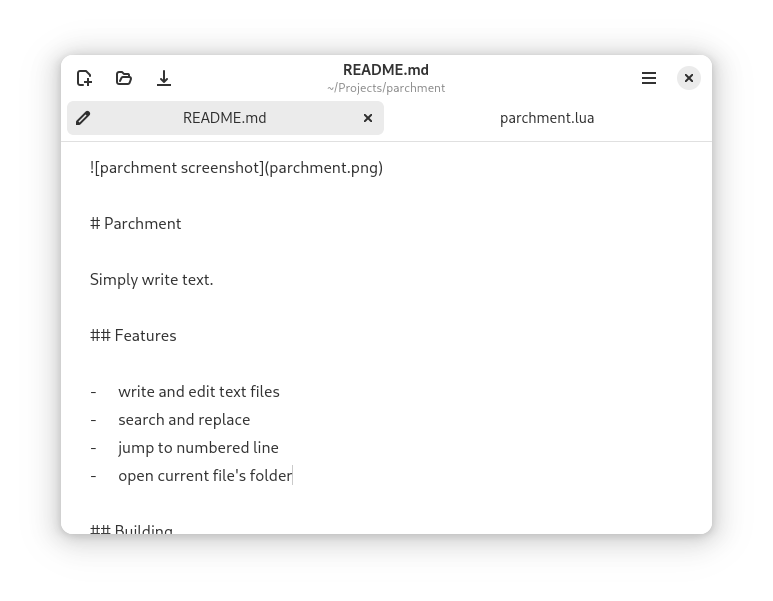 README.md
~/Projects/parchment
README.md
parchment.lua
![parchment screenshot](parchment.png)
# Parchment
Simply write text.
## Features
- write and edit text files
- search and replace
- jump to numbered line
- open current file's folder
## Building